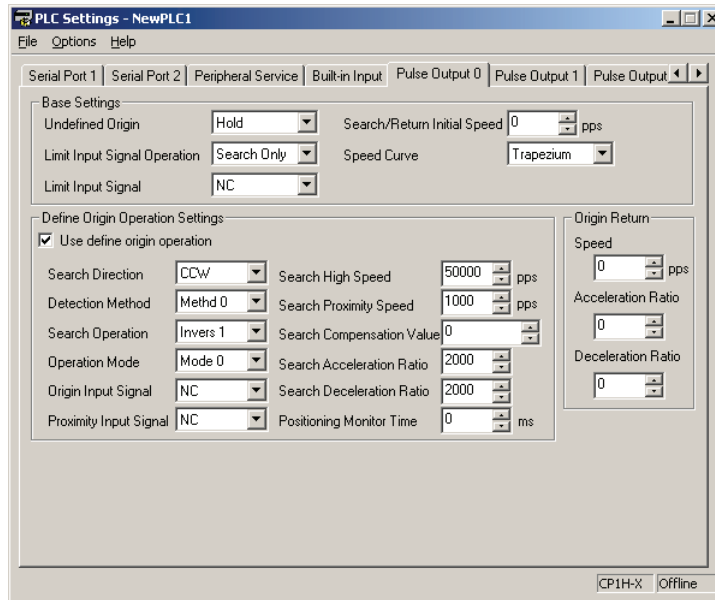 PLC Settings - NewPLC1
File Options Help
Serial Port 1 Serial Port 2 Peripheral Service Built-in Input Pulse Output 0 Pulse Output 1 Pulse Output
Base Settings
Undefined Origin Hold Search/Return Initial Speed 0 pps
Limit Input Signal Operation Search Only Speed Curve Trapezium
Limit Input Signal NC
Define Origin Operation Settings Origin Return
Use define origin operation Speed
Search Direction CCW Search High Speed 50000 pps 0 pps
Detection Method Methd 0 Search Proximity Speed 1000 pps Acceleration Ratio
Search Operation Invers 1 Search Compensation Value 0 0
Operation Mode Mode 0 Search Acceleration Ratio 2000 Deceleration Ratio
Origin Input Signal NC Search Deceleration Ratio 2000 0
Proximity Input Signal NC Positioning Monitor Time 0 ms
CP1H-X Offline